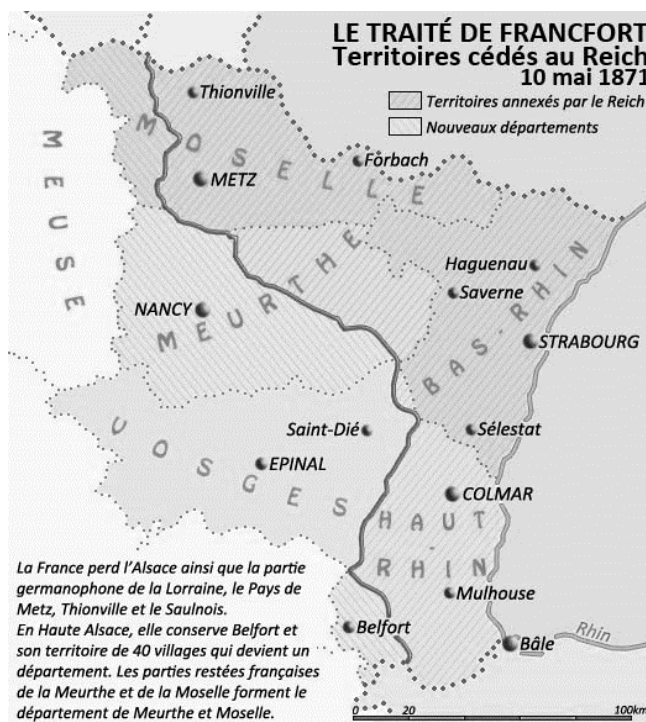 LE TRAITÉ DE FRANCFORT
Territoires cédés au Reich
10 mai 1871
Territoires annexés par le Reich
Nouveaux départements
Thionville
MOSELLE
Forbach
METZ
MEUSE
Haguenau
Saverne
NANCY
MEURTHE
BAS-RHIN
STRABOURG
Saint-Dié
Sélestat
EPINAL
VOSGES
COLMAR
HAUT-RHIN
Mulhouse
Belfort
Bâle
Rhin
La France perd l'Alsace ainsi que la partie
germanophone de la Lorraine, le Pays de
Metz, Thionville et le Saulnois.
En Haute Alsace, elle conserve Belfort et
son territoire de 40 villages qui devient un
département. Les parties restées françaises
de la Meurthe et de la Moselle forment le
département de Meurthe et Moselle.
0 20 100km